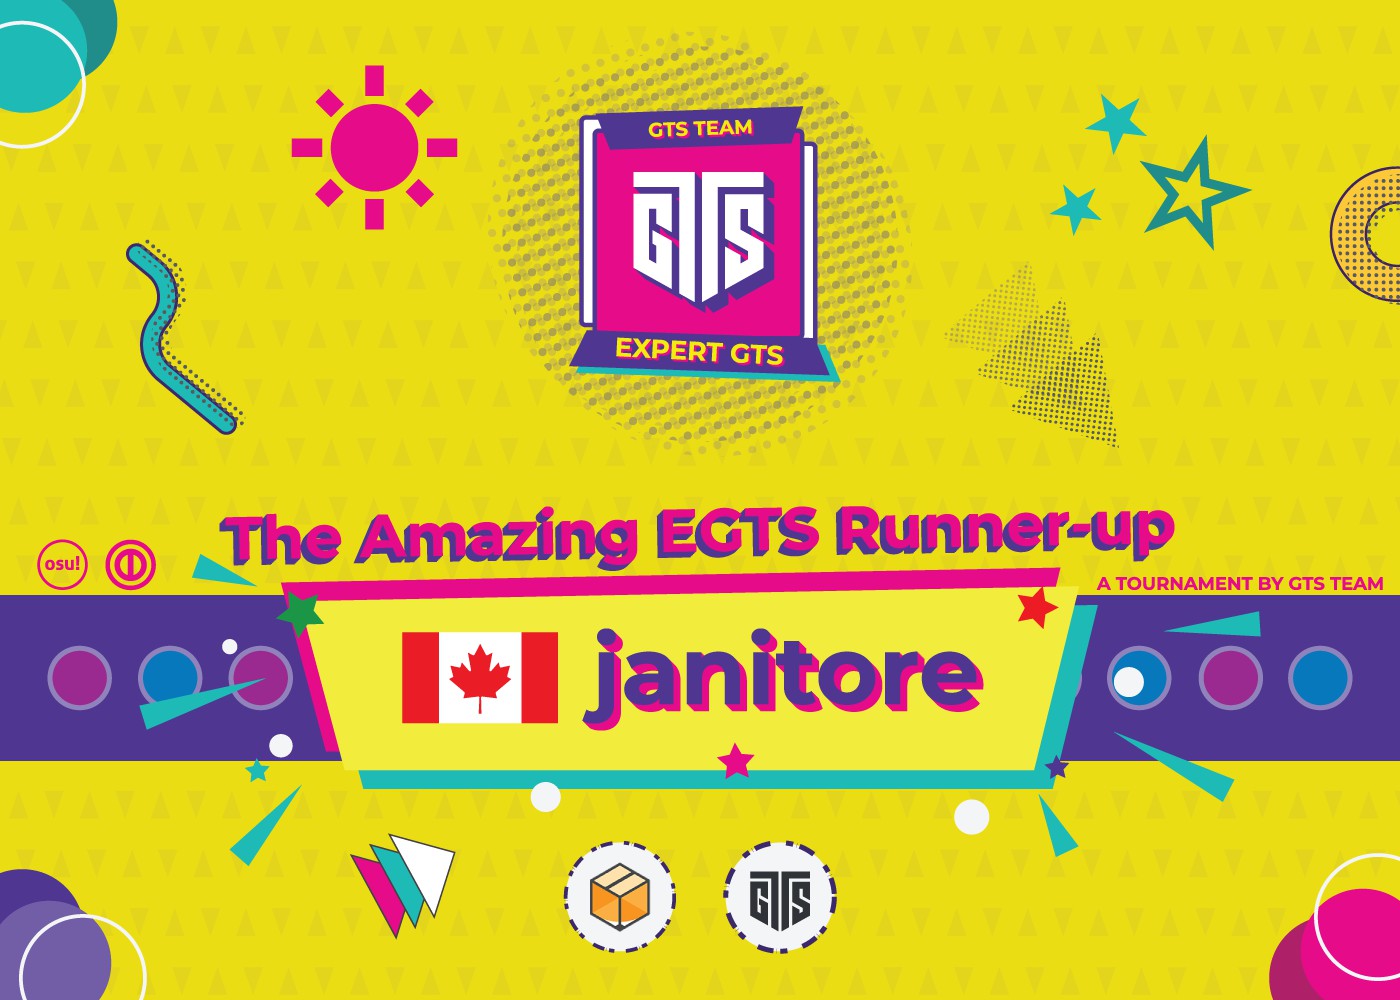 GTS TEAM
GTS
EXPERT GTS
The Amazing EGTS Runner-up
osu!
A TOURNAMENT BY GTS TEAM
janitore
GTS